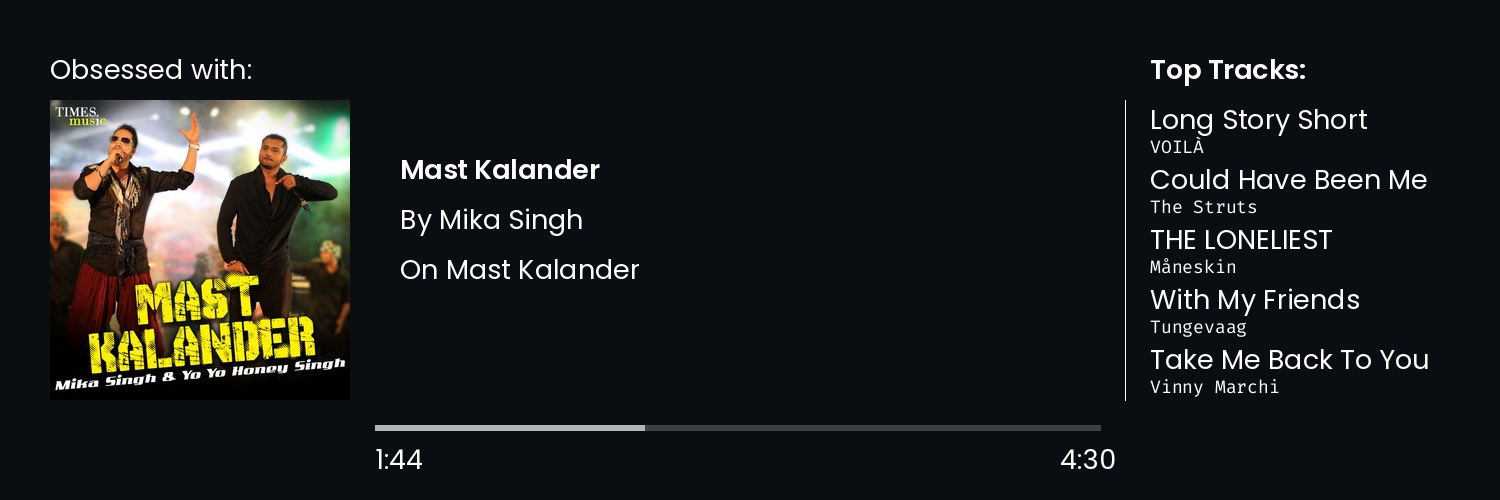 Obsessed with:
TIMES.
music
MAST
KALANDER
Mika Singh & Yo Yo Honey Singh
Mast Kalander
By Mika Singh
On Mast Kalander
1:44
4:30
Top Tracks:
Long Story Short
VOILÀ
Could Have Been Me
The Struts
THE LONELIEST
Måneskin
With My Friends
Tungevaag
Take Me Back To You
Vinny Marchi